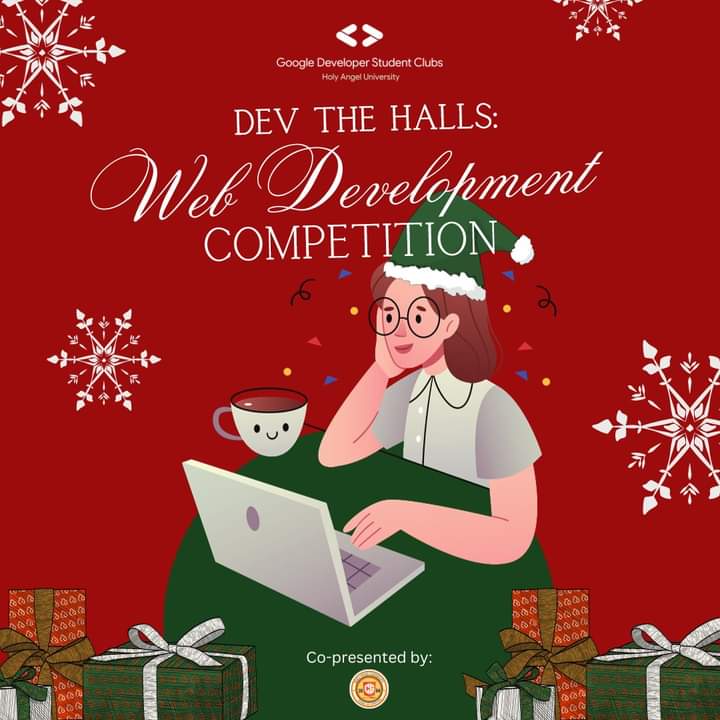 Google Developer Student Clubs
Holy Angel University
DEV THE HALLS:
Web Development
COMPETITION
Co-presented by: